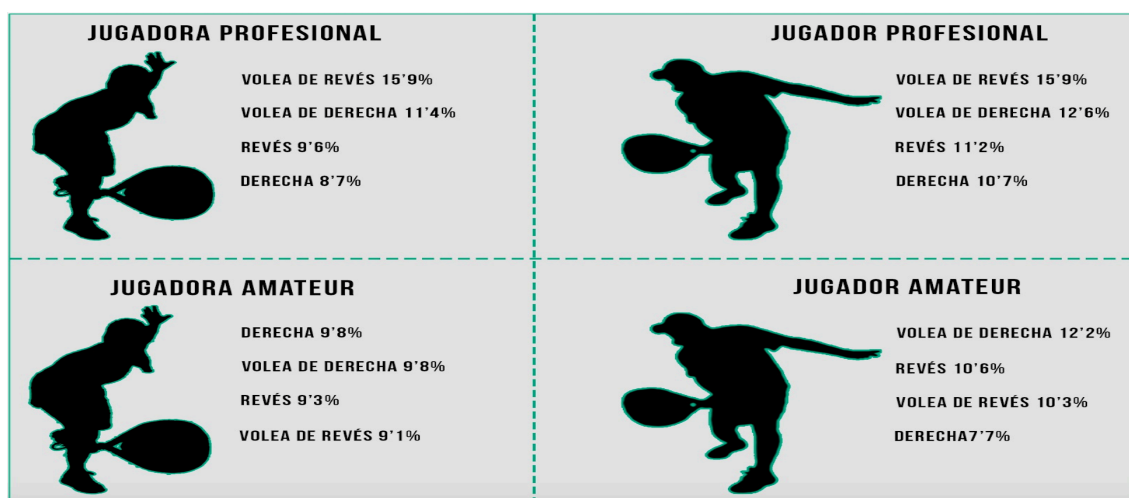 JUGADORA PROFESIONAL
VOLEA DE REVÉS 15'9%
VOLEA DE DERECHA 11'4%
REVÉS 9'6%
DERECHA 8'7%
JUGADOR PROFESIONAL
VOLEA DE REVÉS 15'9%
VOLEA DE DERECHA 12'6%
REVÉS 11'2%
DERECHA 10'7%
JUGADORA AMATEUR
DERECHA 9'8%
VOLEA DE DERECHA 9'8%
REVÉS 9'3%
VOLEA DE REVÉS 9'1%
JUGADOR AMATEUR
VOLEA DE DERECHA 12'2%
REVÉS 10'6%
VOLEA DE REVÉS 10'3%
DERECHA7'7%